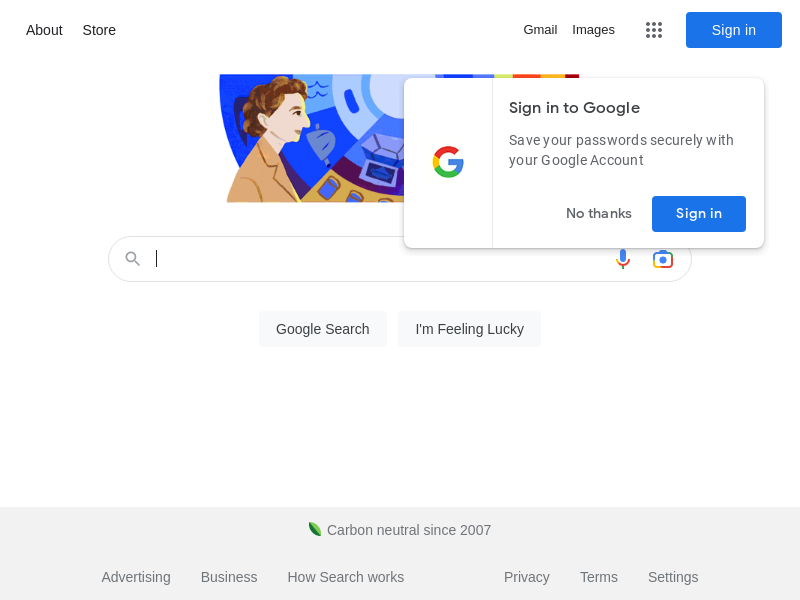 About Store Gmail Images Sign in
Sign in to Google
Save your passwords securely with
your Google Account
No thanks Sign in
Google Search I'm Feeling Lucky
Carbon neutral since 2007
Advertising Business How Search works Privacy Terms Settings